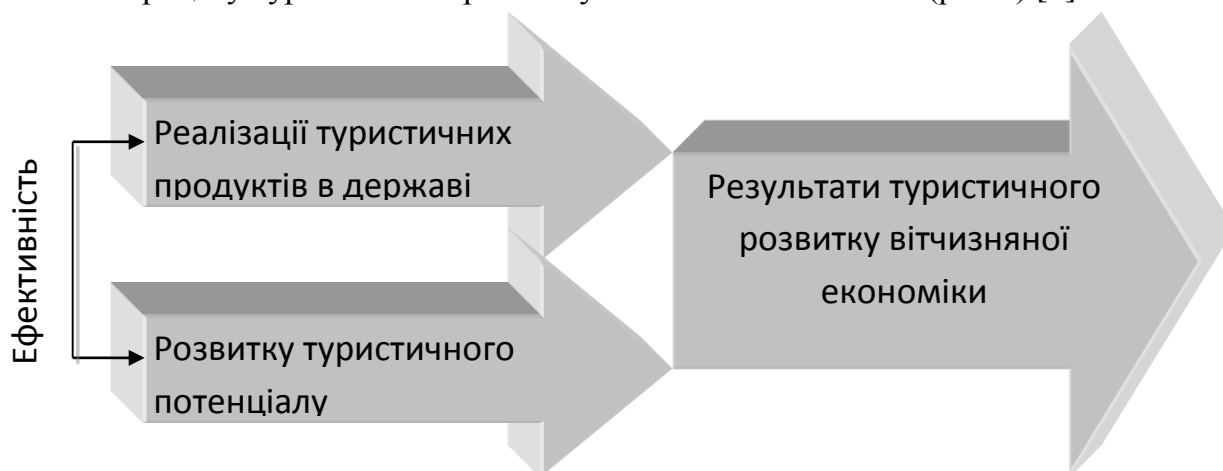 Ефективність
Реалізації туристичних
продуктів в державі
Розвитку туристичного
потенціалу
Результати туристичного
розвитку вітчизняної
економіки